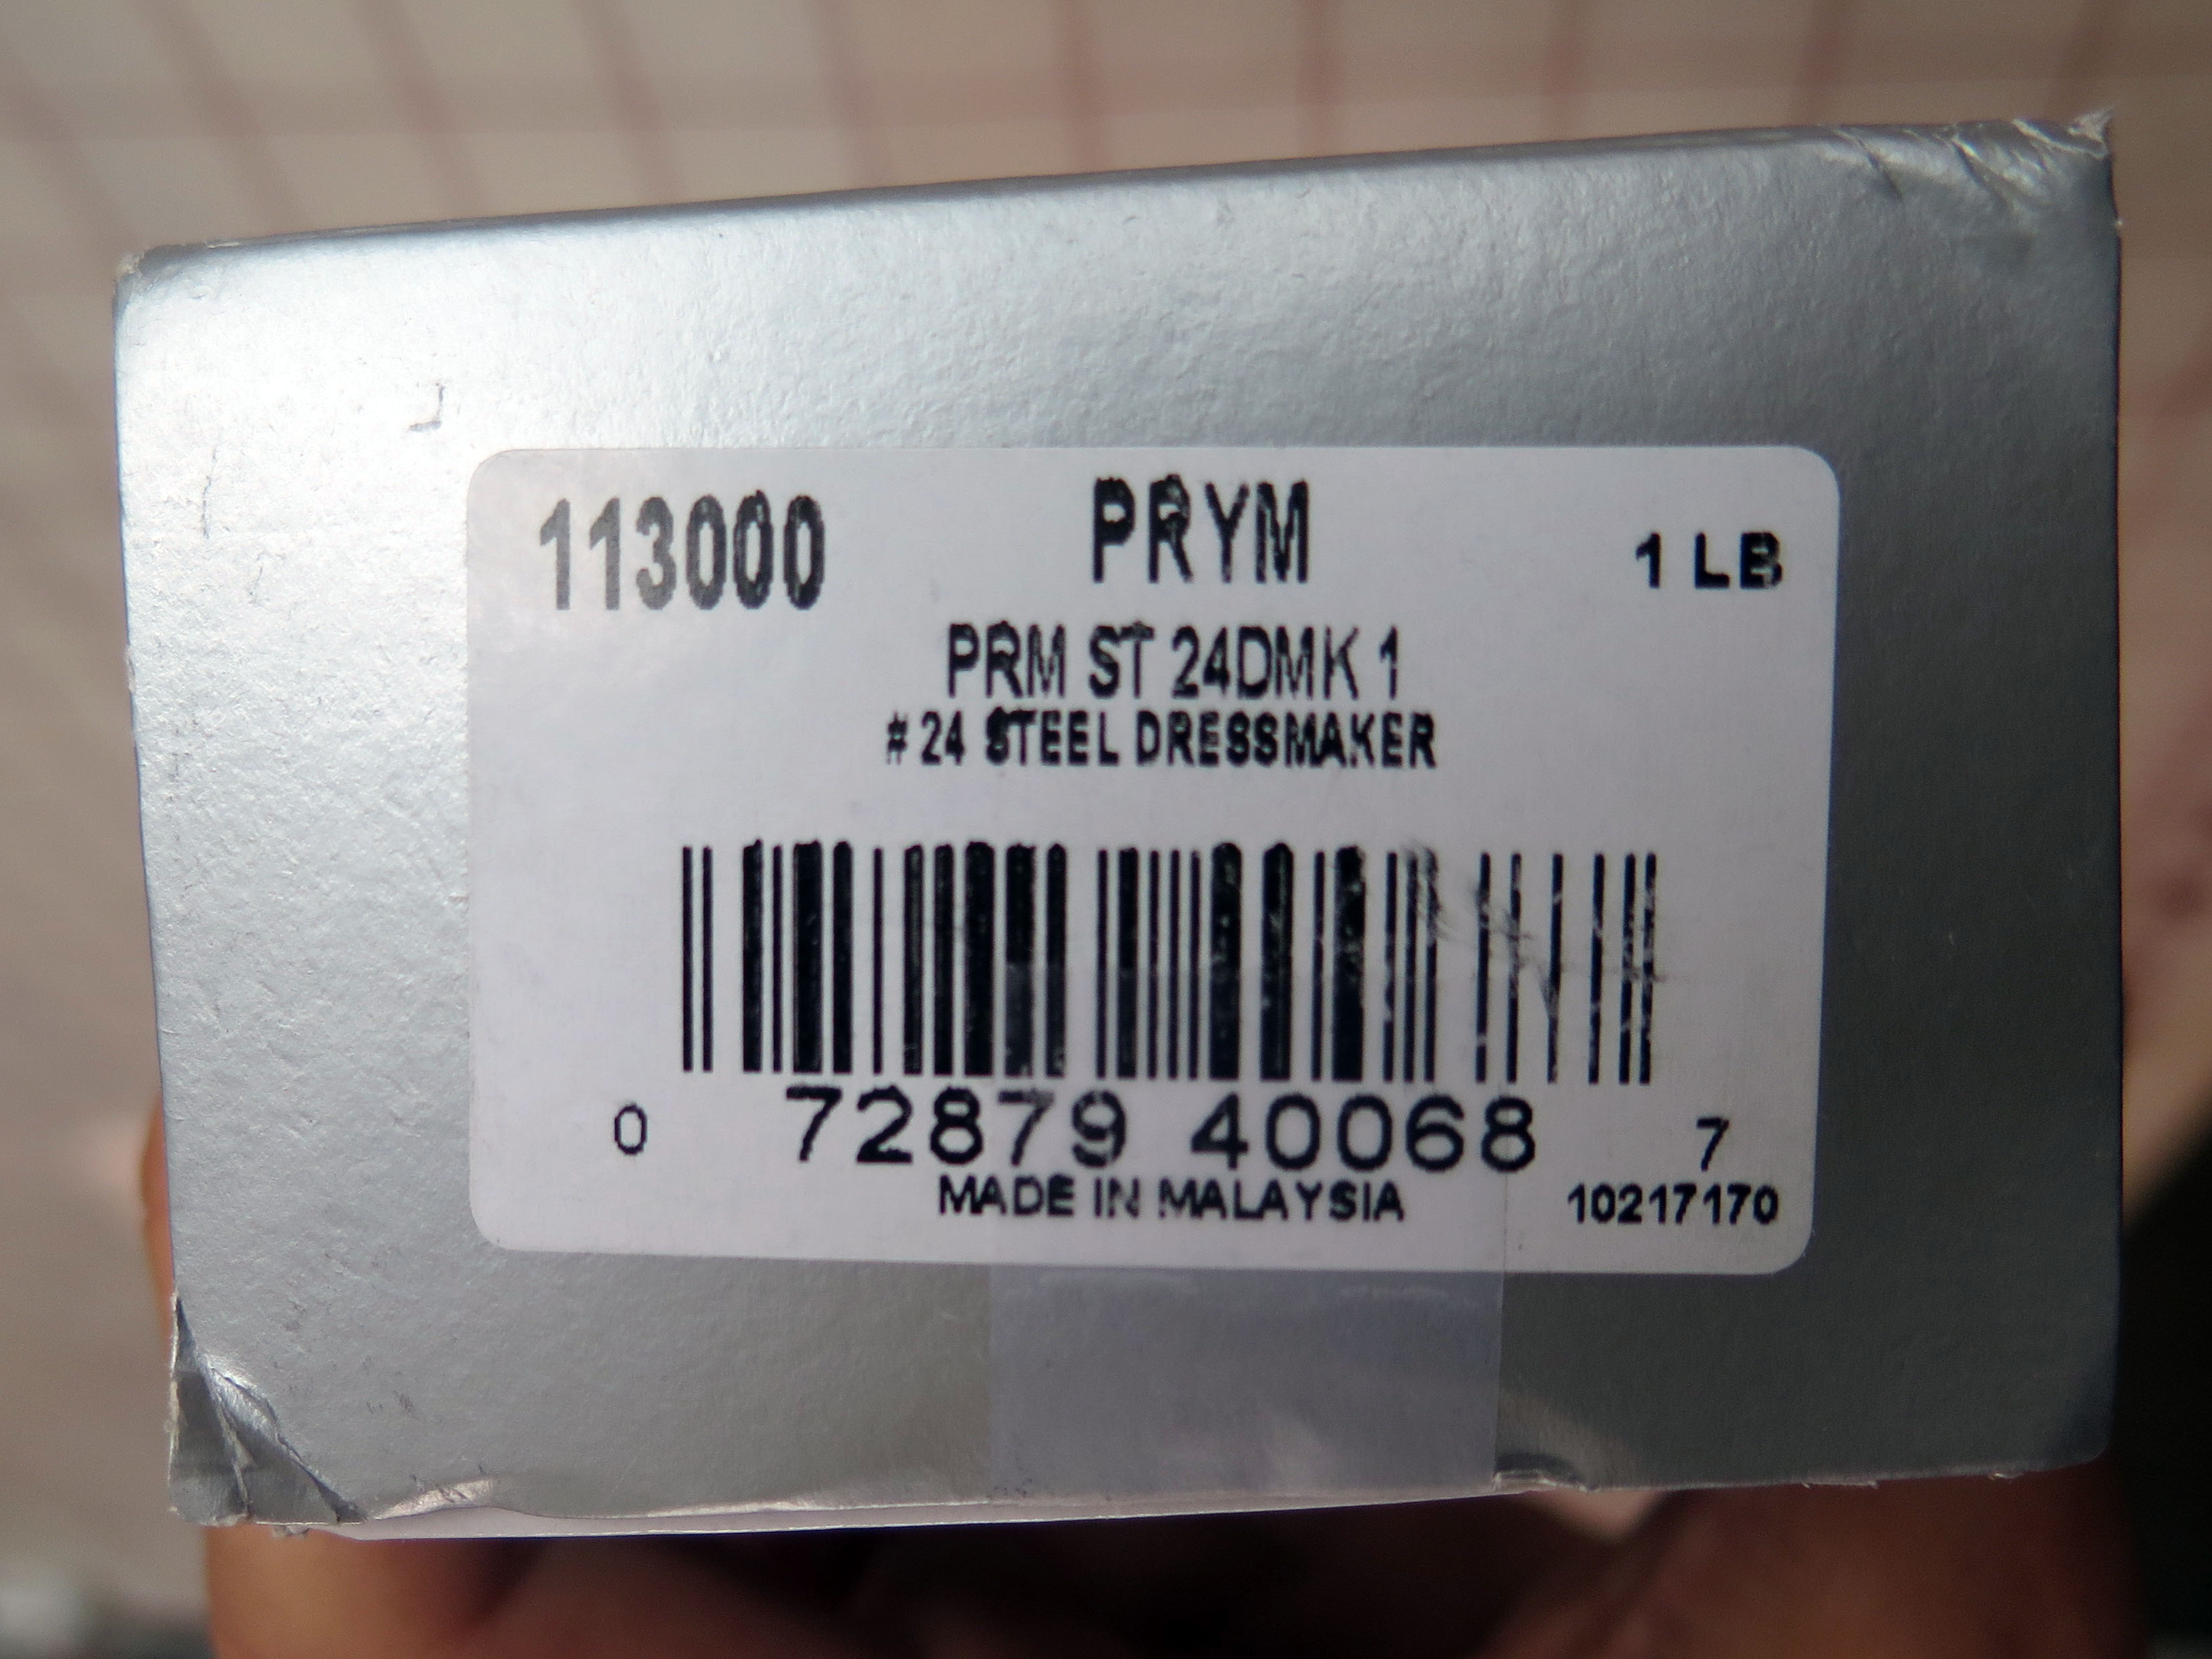 113000 PRYM 1 LB
PRM ST 24DMK 1
# 24 STEEL DRESSMAKER
0 72879 40068 7
MADE IN MALAYSIA 10217170